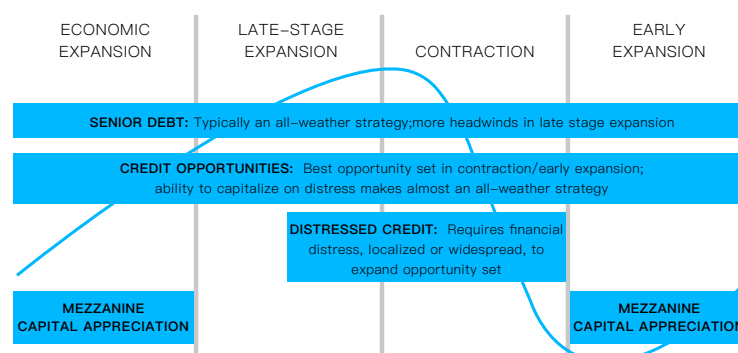 ECONOMIC
EXPANSION
LATE–STAGE
EXPANSION
CONTRACTION
EARLY
EXPANSION
SENIOR DEBT: Typically an all–weather strategy;more headwinds in late stage expansion
CREDIT OPPORTUNITIES: Best opportunity set in contraction/early expansion;
ability to capitalize on distress makes almost an all–weather strategy
DISTRESSED CREDIT: Requires financial
distress, localized or widespread, to
expand opportunity set
MEZZANINE
CAPITAL APPRECIATION
MEZZANINE
CAPITAL APPRECIATION